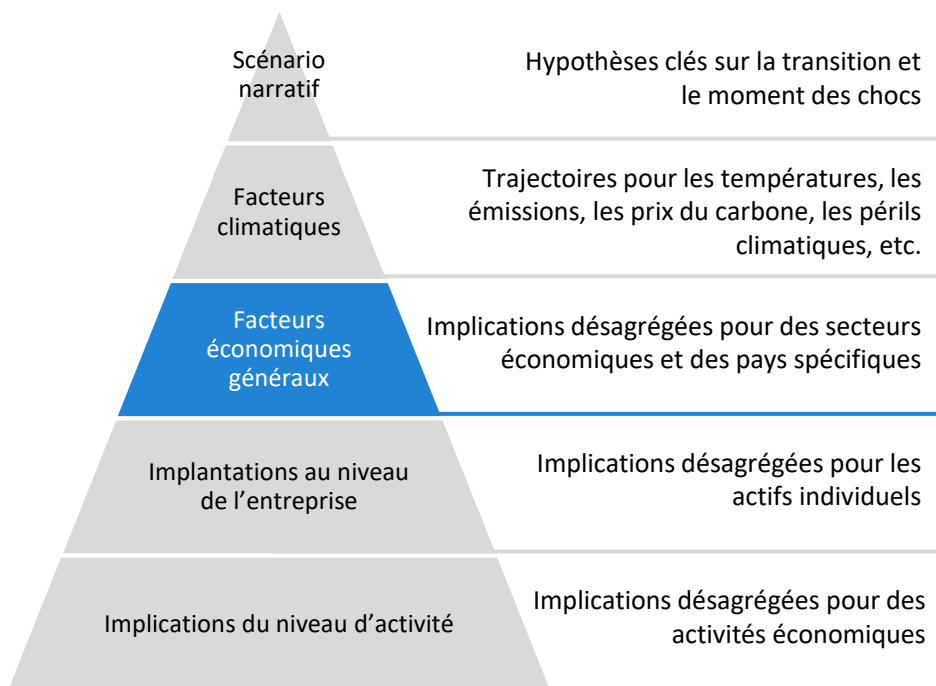 Scénario
narratif
Hypothèses clés sur la transition et
le moment des chocs
Facteurs
climatiques
Trajectoires pour les températures, les
émissions, les prix du carbone, les périls
climatiques, etc.
Facteurs
économiques
généraux
Implications désagrégées pour des secteurs
économiques et des pays spécifiques
Implantations au niveau
de l’entreprise
Implications désagrégées pour les
actifs individuels
Implications du niveau d’activité
Implications désagrégées pour des
activités économiques